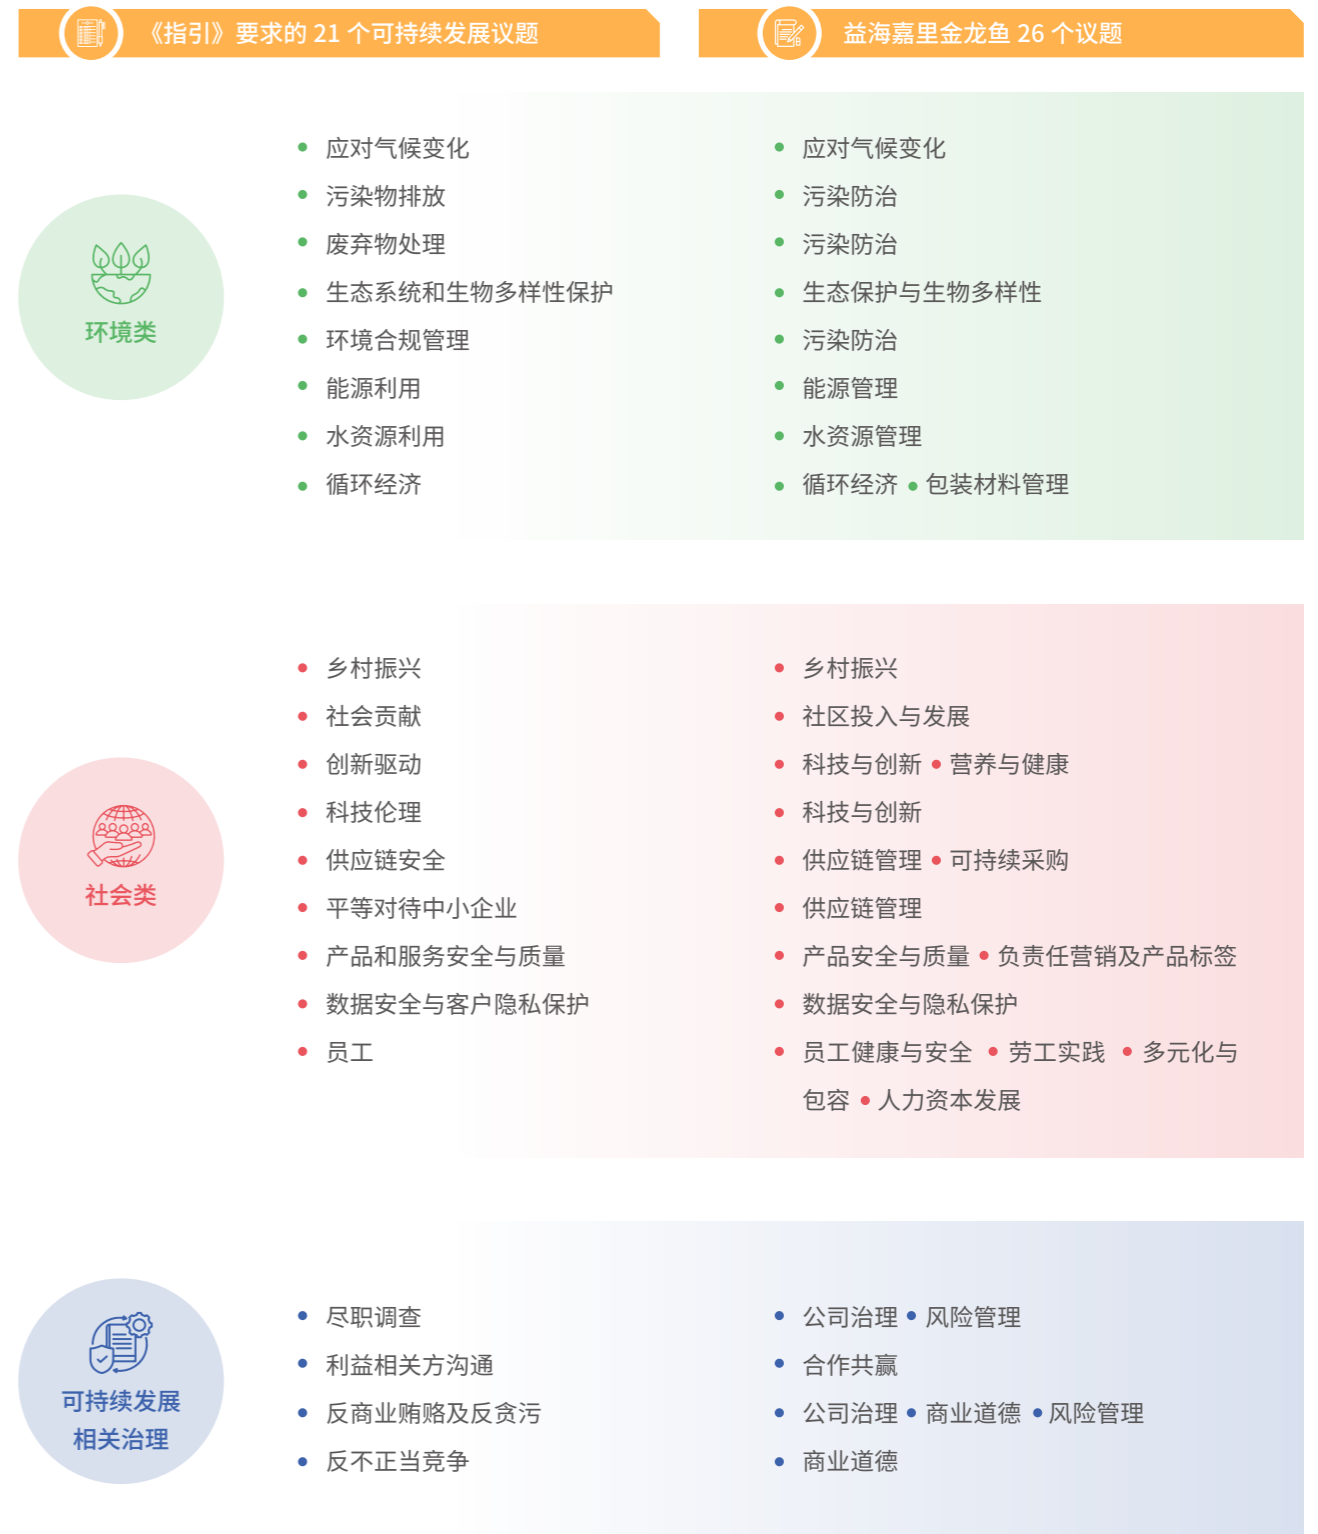 《指引》要求的 21 个可持续发展议题
益海嘉里金龙鱼 26 个议题
环境类
应对气候变化
应对气候变化
污染物排放
污染防治
废弃物处理
污染防治
生态系统和生物多样性保护
生态保护与生物多样性
环境合规管理
污染防治
能源利用
能源管理
水资源利用
水资源管理
循环经济
循环经济 • 包装材料管理
社会类
乡村振兴
乡村振兴
社会贡献
社区投入与发展
创新驱动
科技与创新 • 营养与健康
科技伦理
科技与创新
供应链安全
供应链管理 • 可持续采购
平等对待中小企业
供应链管理
产品和服务安全与质量
产品安全与质量 • 负责任营销及产品标签
数据安全与客户隐私保护
数据安全与隐私保护
员工
员工健康与安全 • 劳工实践 • 多元化与
包容 • 人力资本发展
可持续发展
相关治理
尽职调查
公司治理 • 风险管理
利益相关方沟通
合作共赢
反商业贿赂及反贪污
公司治理 • 商业道德 • 风险管理
反不正当竞争
商业道德